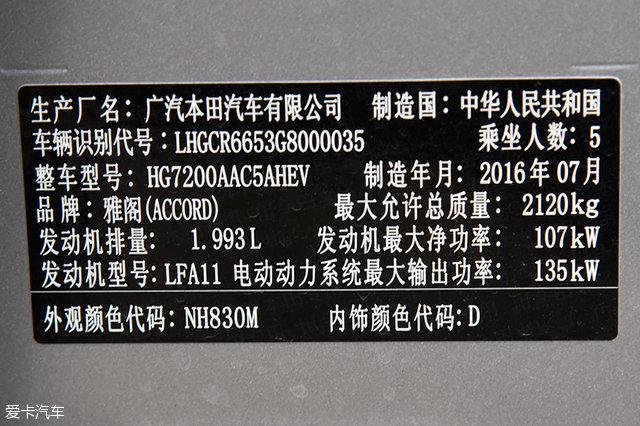 生产厂名：广汽本田汽车有限公司 制造国：中华人民共和国
车辆识别代号：LHGCR6653G8000035 乘坐人数：5
整车型号：HG7200AAC5AHEV 制造年月：2016年07月
品牌：雅阁(ACCORD) 最大允许总质量：2120kg
发动机排量：1.993L 发动机最大净功率：107kW
发动机型号：LFA11 电动动力系统最大输出功率：135kW
外观颜色代码：NH830M 内饰颜色代码：D
爱卡汽车